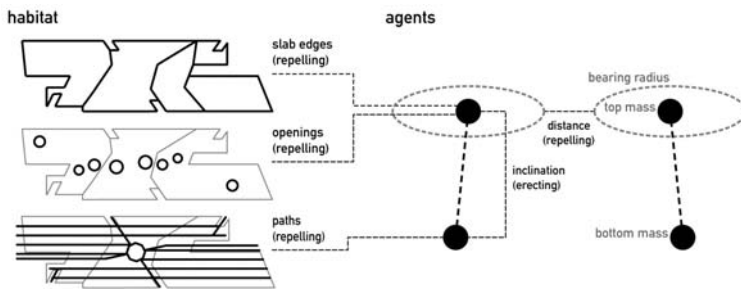 habitat
agents
slab edges
(repelling)
openings
(repelling)
paths
(repelling)
bearing radius
top mass
distance
(repelling)
inclination
(erecting)
bottom mass